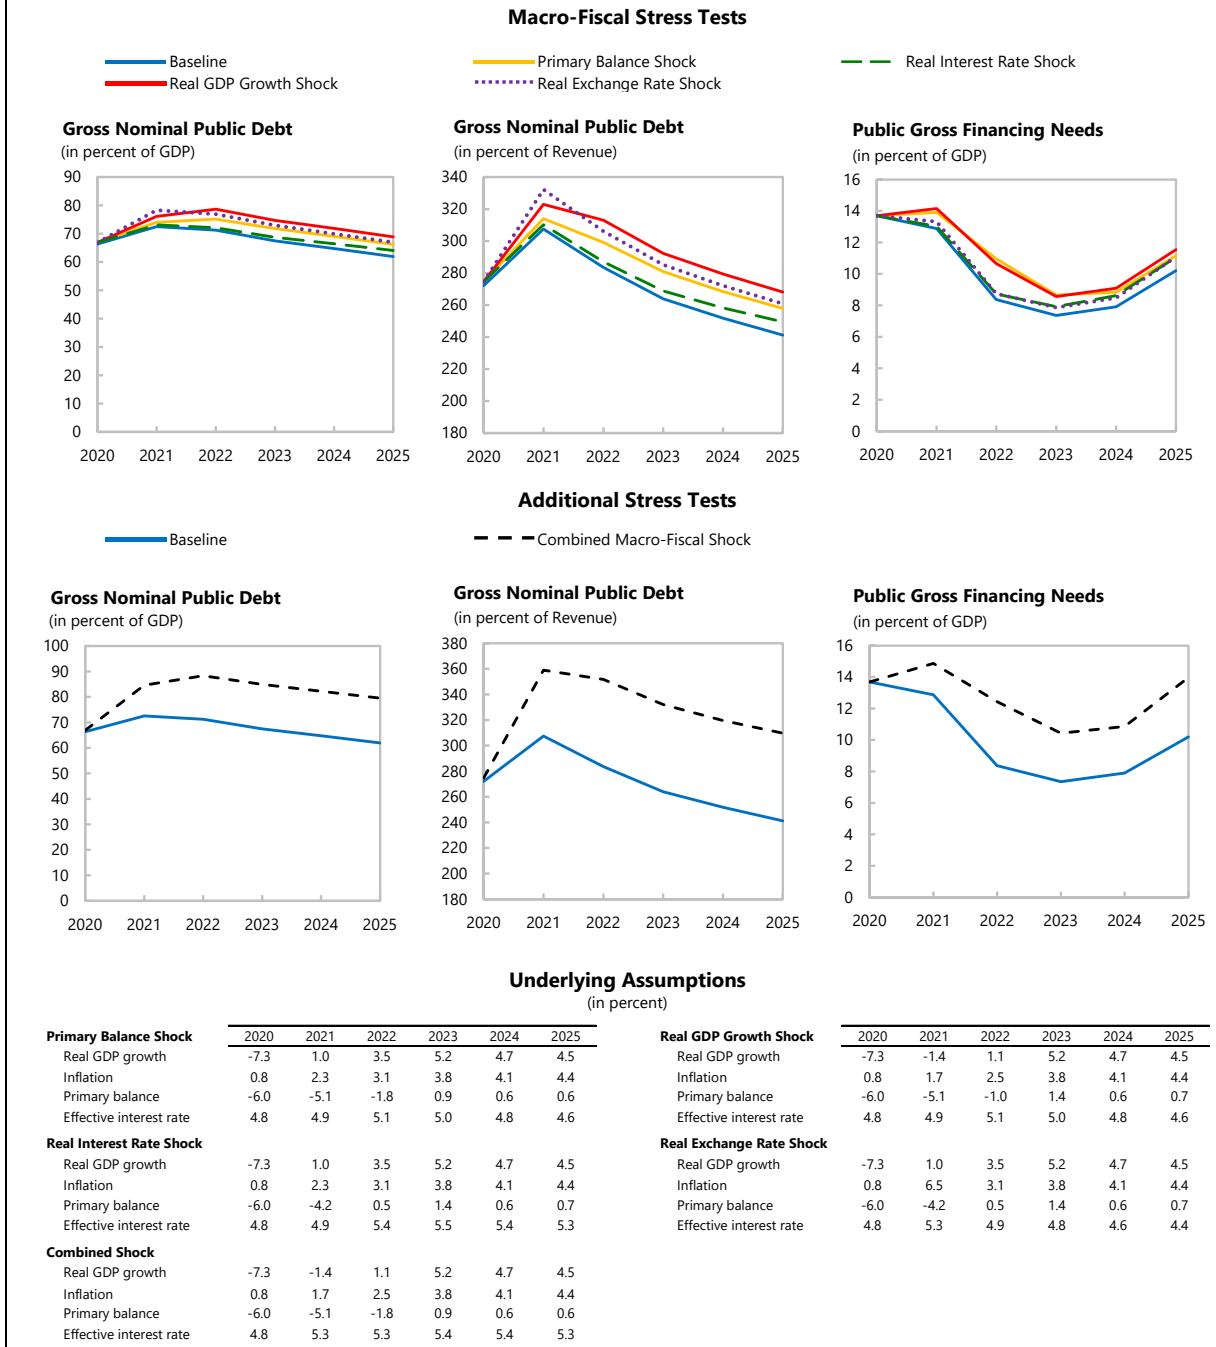 Macro-Fiscal Stress Tests
Baseline
Primary Balance Shock
Real Interest Rate Shock
Real GDP Growth Shock
Real Exchange Rate Shock
Gross Nominal Public Debt
(in percent of GDP)
90
80
70
60
50
40
30
20
10
0
2020 2021 2022 2023 2024 2025
Gross Nominal Public Debt
(in percent of Revenue)
340
320
300
280
260
240
220
200
180
2020 2021 2022 2023 2024 2025
Public Gross Financing Needs
(in percent of GDP)
16
14
12
10
8
6
4
2
0
2020 2021 2022 2023 2024 2025
Additional Stress Tests
Baseline
Combined Macro-Fiscal Shock
Gross Nominal Public Debt
(in percent of GDP)
100
90
80
70
60
50
40
30
20
10
0
2020 2021 2022 2023 2024 2025
Gross Nominal Public Debt
(in percent of Revenue)
380
360
340
320
300
280
260
240
220
200
180
2020 2021 2022 2023 2024 2025
Public Gross Financing Needs
(in percent of GDP)
16
14
12
10
8
6
4
2
0
2020 2021 2022 2023 2024 2025
Underlying Assumptions
(in percent)
Primary Balance Shock 2020 2021 2022 2023 2024 2025
Real GDP growth -7.3 1.0 3.5 5.2 4.7 4.5
Inflation 0.8 2.3 3.1 3.8 4.1 4.4
Primary balance -6.0 -5.1 -1.8 0.9 0.6 0.6
Effective interest rate 4.8 4.9 5.1 5.0 4.8 4.6
Real Interest Rate Shock
Real GDP growth -7.3 1.0 3.5 5.2 4.7 4.5
Inflation 0.8 2.3 3.1 3.8 4.1 4.4
Primary balance -6.0 -4.2 0.5 1.4 0.6 0.7
Effective interest rate 4.8 4.9 5.4 5.5 5.4 5.3
Combined Shock
Real GDP growth -7.3 -1.4 1.1 5.2 4.7 4.5
Inflation 0.8 1.7 2.5 3.8 4.1 4.4
Primary balance -6.0 -5.1 -1.8 0.9 0.6 0.6
Effective interest rate 4.8 5.3 5.3 5.4 5.4 5.3
Real GDP Growth Shock 2020 2021 2022 2023 2024 2025
Real GDP growth -7.3 -1.4 1.1 5.2 4.7 4.5
Inflation 0.8 1.7 2.5 3.8 4.1 4.4
Primary balance -6.0 -5.1 -1.0 1.4 0.6 0.7
Effective interest rate 4.8 4.9 5.1 5.0 4.8 4.6
Real Exchange Rate Shock
Real GDP growth -7.3 1.0 3.5 5.2 4.7 4.5
Inflation 0.8 6.5 3.1 3.8 4.1 4.4
Primary balance -6.0 -4.2 0.5 1.4 0.6 0.7
Effective interest rate 4.8 5.3 4.9 4.8 4.6 4.4